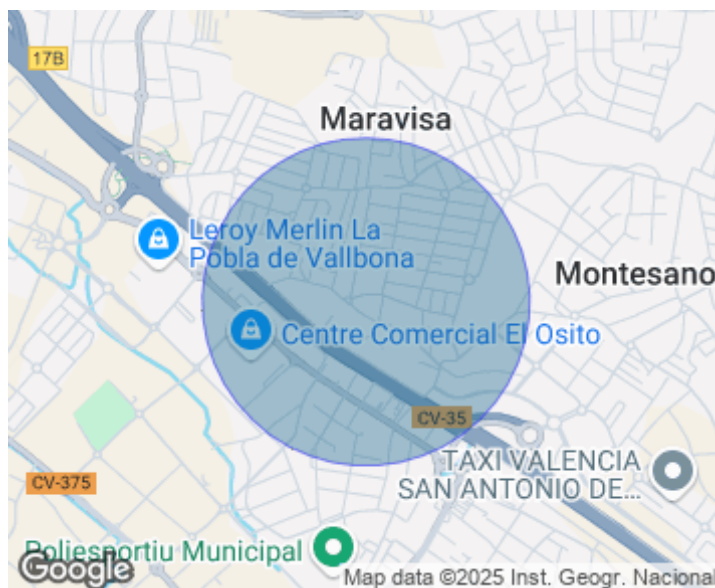 17B
Maravisa
Leroy Merlin La
Pobla de Vallbona
Montesano
Centre Comercial El Osito
CV-35
TAXI VALENCIA
SAN ANTONIO DE...
CV-375
Poliesportiu Municipal
Google
Map data ©2025 Inst. Geogr. Nacional